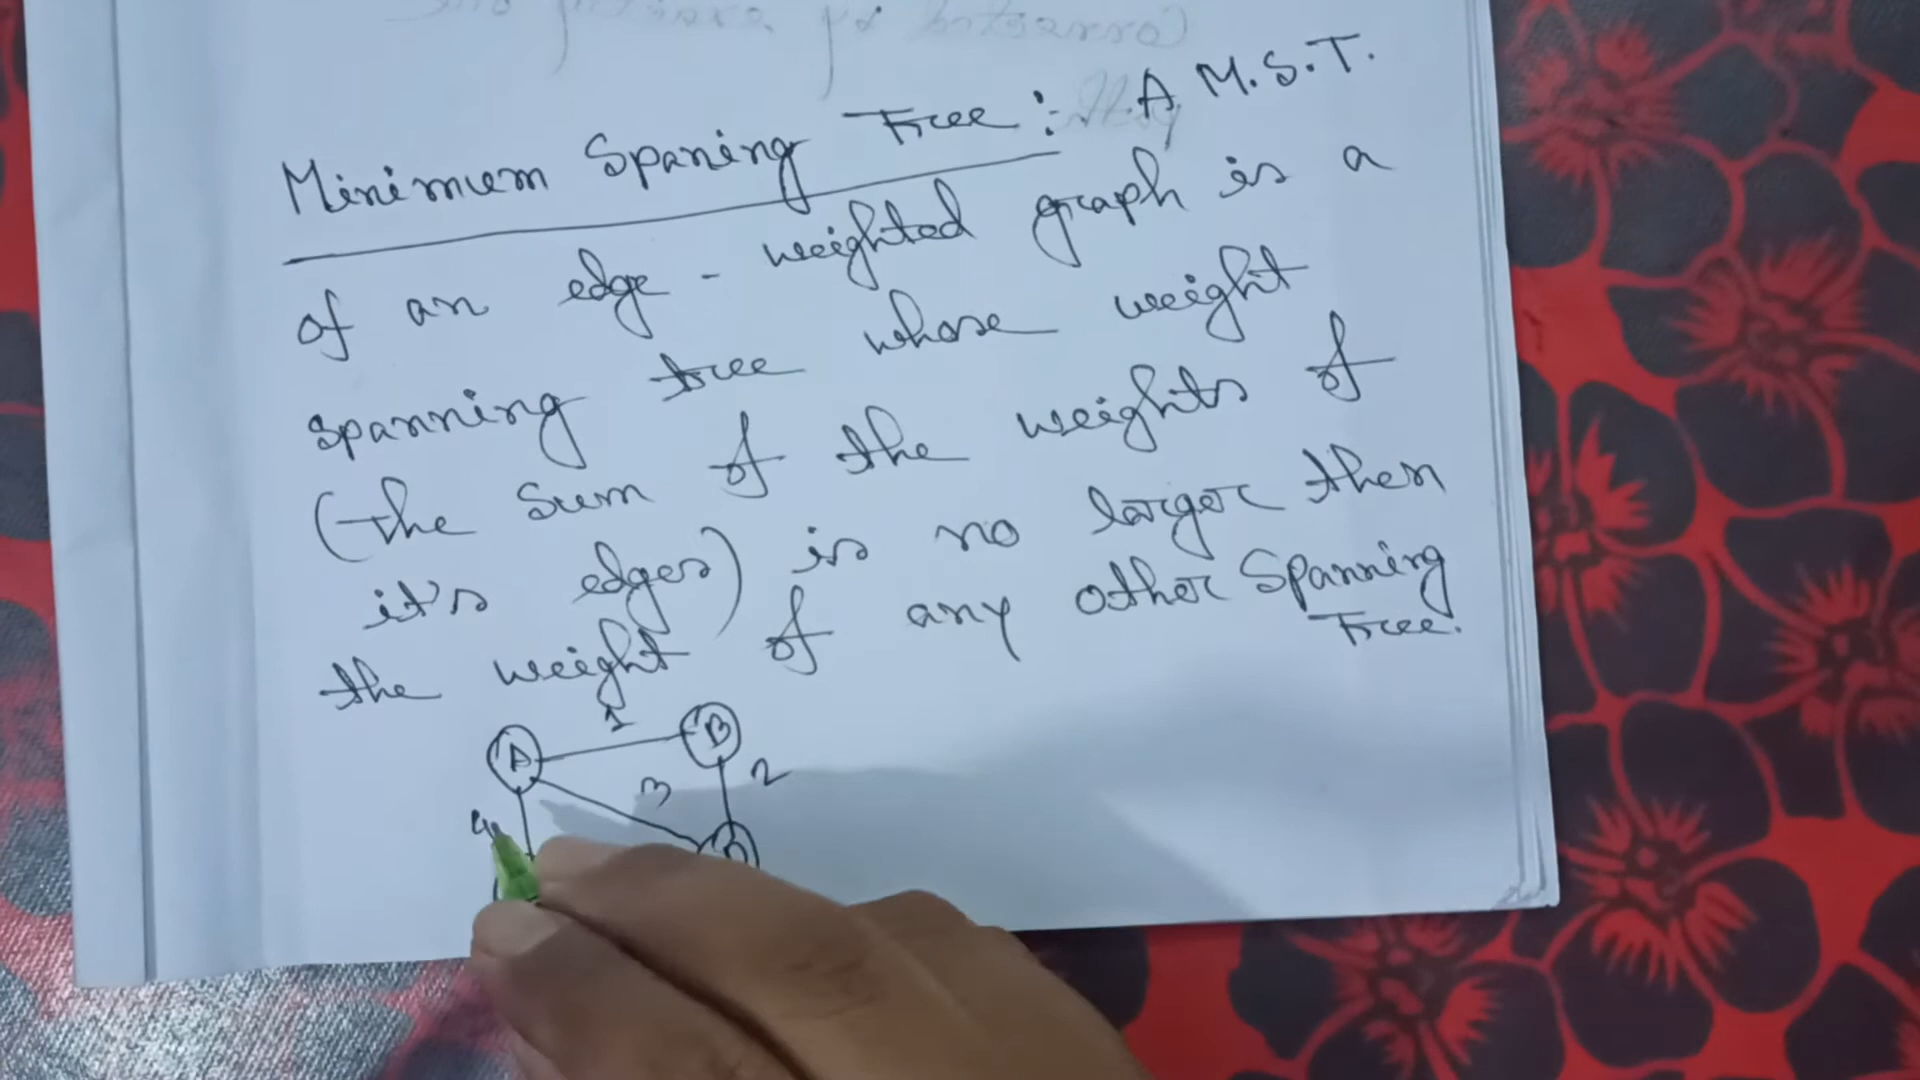 Minimum Spaning Tree : A M.S.T.
of an edge - weighted graph is a
spanning tree whose weight
(the sum of the weights of
it's edges) is no larger then
the weight of any other Spanning
Tree.
1
A B
3 2
4
D